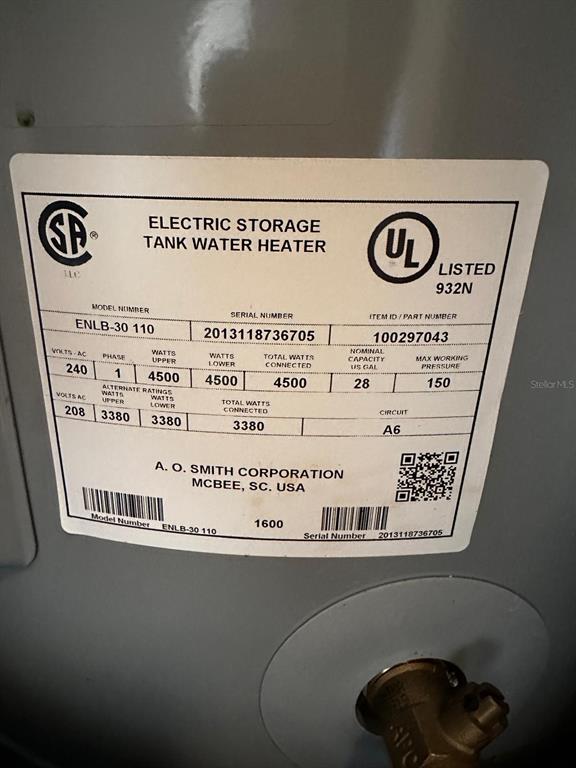 SA ®
LLC
ELECTRIC STORAGE
TANK WATER HEATER
UL
LISTED
932N
MODEL NUMBER SERIAL NUMBER ITEM ID / PART NUMBER
ENLB-30 110 2013118736705 100297043
VOLTS - AC PHASE WATTS UPPER WATTS LOWER TOTAL WATTS CONNECTED NOMINAL CAPACITY US GAL MAX WORKING PRESSURE
240 1 4500 4500 4500 28 150
ALTERNATE RATINGS
VOLTS AC WATTS UPPER WATTS LOWER TOTAL WATTS CONNECTED CIRCUIT
208 3380 3380 3380 A6
A. O. SMITH CORPORATION
MCBEE, SC. USA
Model Number ENLB-30 110
1600
Serial Number 2013118736705
StellarMLS